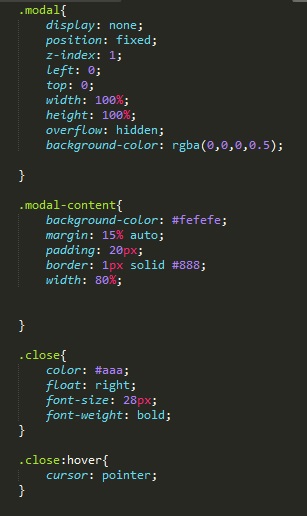 .modal{
display: none;
position: fixed;
z-index: 1;
left: 0;
top: 0;
width: 100%;
height: 100%;
overflow: hidden;
background-color: rgba(0,0,0,0.5);
}
.modal-content{
background-color: #fefefe;
margin: 15% auto;
padding: 20px;
border: 1px solid #888;
width: 80%;
}
.close{
color: #aaa;
float: right;
font-size: 28px;
font-weight: bold;
}
.close:hover{
cursor: pointer;
}